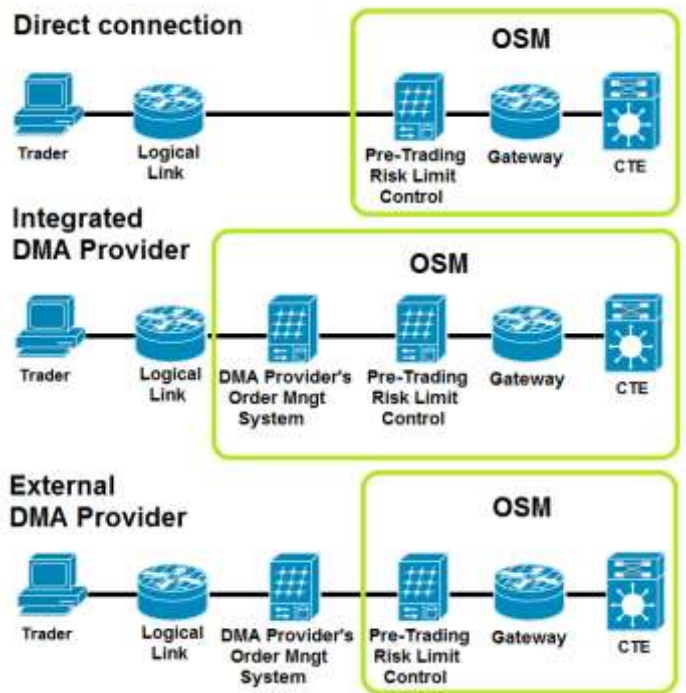 Direct connection
OSM
Trader
Logical
Link
Pre-Trading
Risk Limit
Control
Gateway
CTE
Integrated
DMA Provider
OSM
Trader
Logical
Link
DMA Provider's
Order Mngt
System
Pre-Trading
Risk Limit
Control
Gateway
CTE
External
DMA Provider
OSM
Trader
Logical
Link
DMA Provider's
Order Mngt
System
Pre-Trading
Risk Limit
Control
Gateway
CTE